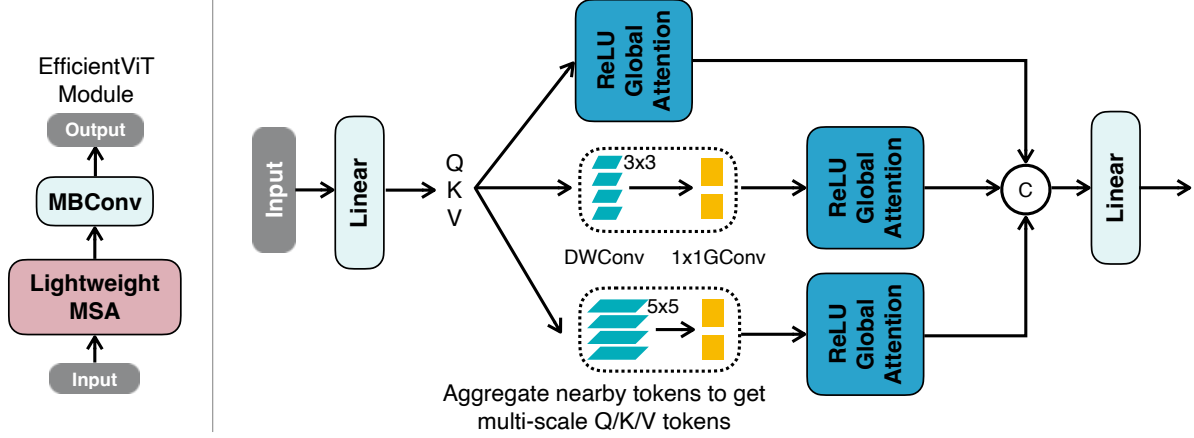 EfficientViT
Module
Output
MBConv
Lightweight
MSA
Input
Input
Linear
Q
K
V
ReLU
Global
Attention
3x3
DWConv
1x1GConv
ReLU
Global
Attention
5x5
ReLU
Global
Attention
Aggregate nearby tokens to get
multi-scale Q/K/V tokens
C
Linear